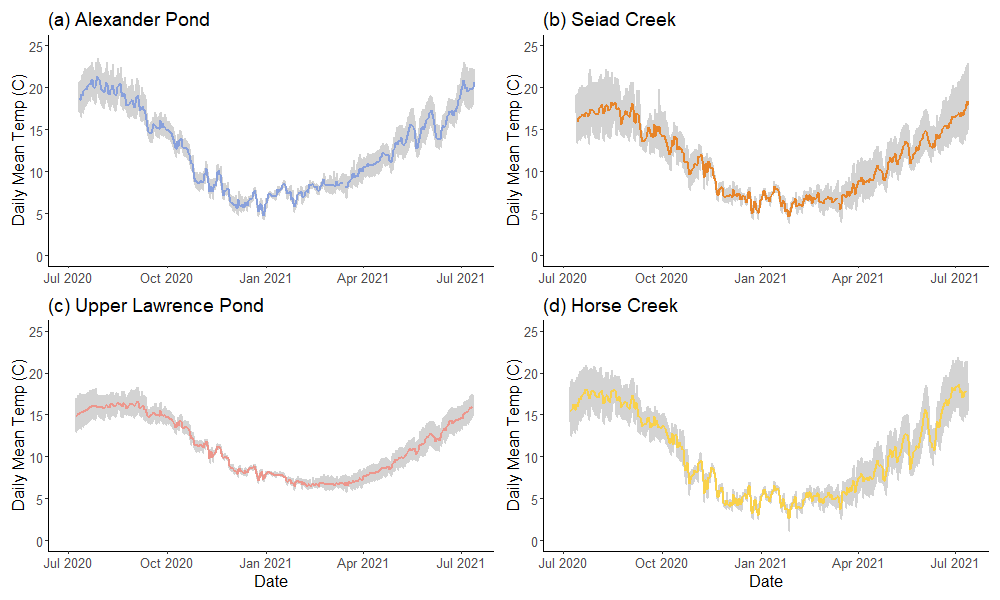 (a) Alexander Pond
Daily Mean Temp (C)
25
20
15
10
5
0
Jul 2020 Oct 2020 Jan 2021 Apr 2021 Jul 2021
(b) Seiad Creek
Daily Mean Temp (C)
25
20
15
10
5
0
Jul 2020 Oct 2020 Jan 2021 Apr 2021 Jul 2021
(c) Upper Lawrence Pond
Daily Mean Temp (C)
25
20
15
10
5
0
Jul 2020 Oct 2020 Jan 2021 Apr 2021 Jul 2021
Date
(d) Horse Creek
Daily Mean Temp (C)
25
20
15
10
5
0
Jul 2020 Oct 2020 Jan 2021 Apr 2021 Jul 2021
Date